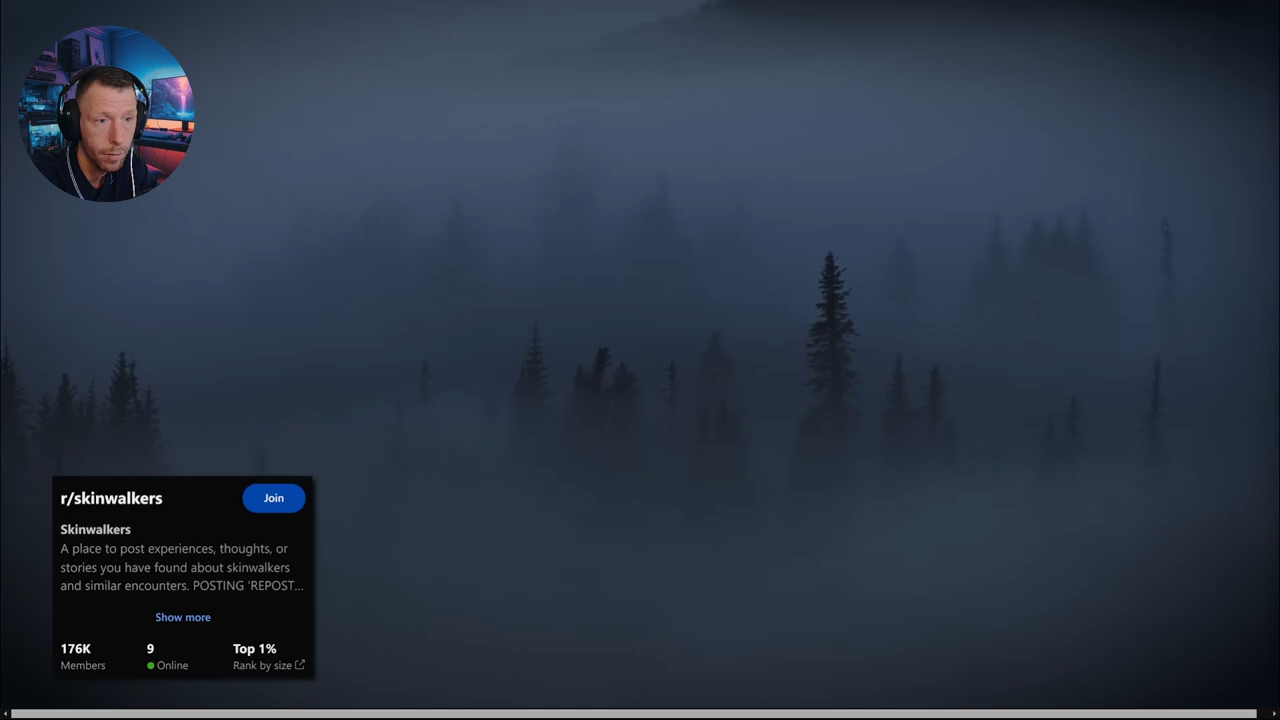 r/skinwalkers
Join
Skinwalkers
A place to post experiences, thoughts, or
stories you have found about skinwalkers
and similar encounters. POSTING 'REPOST...
Show more
176K
9
Top 1%
Members
Online
Rank by size